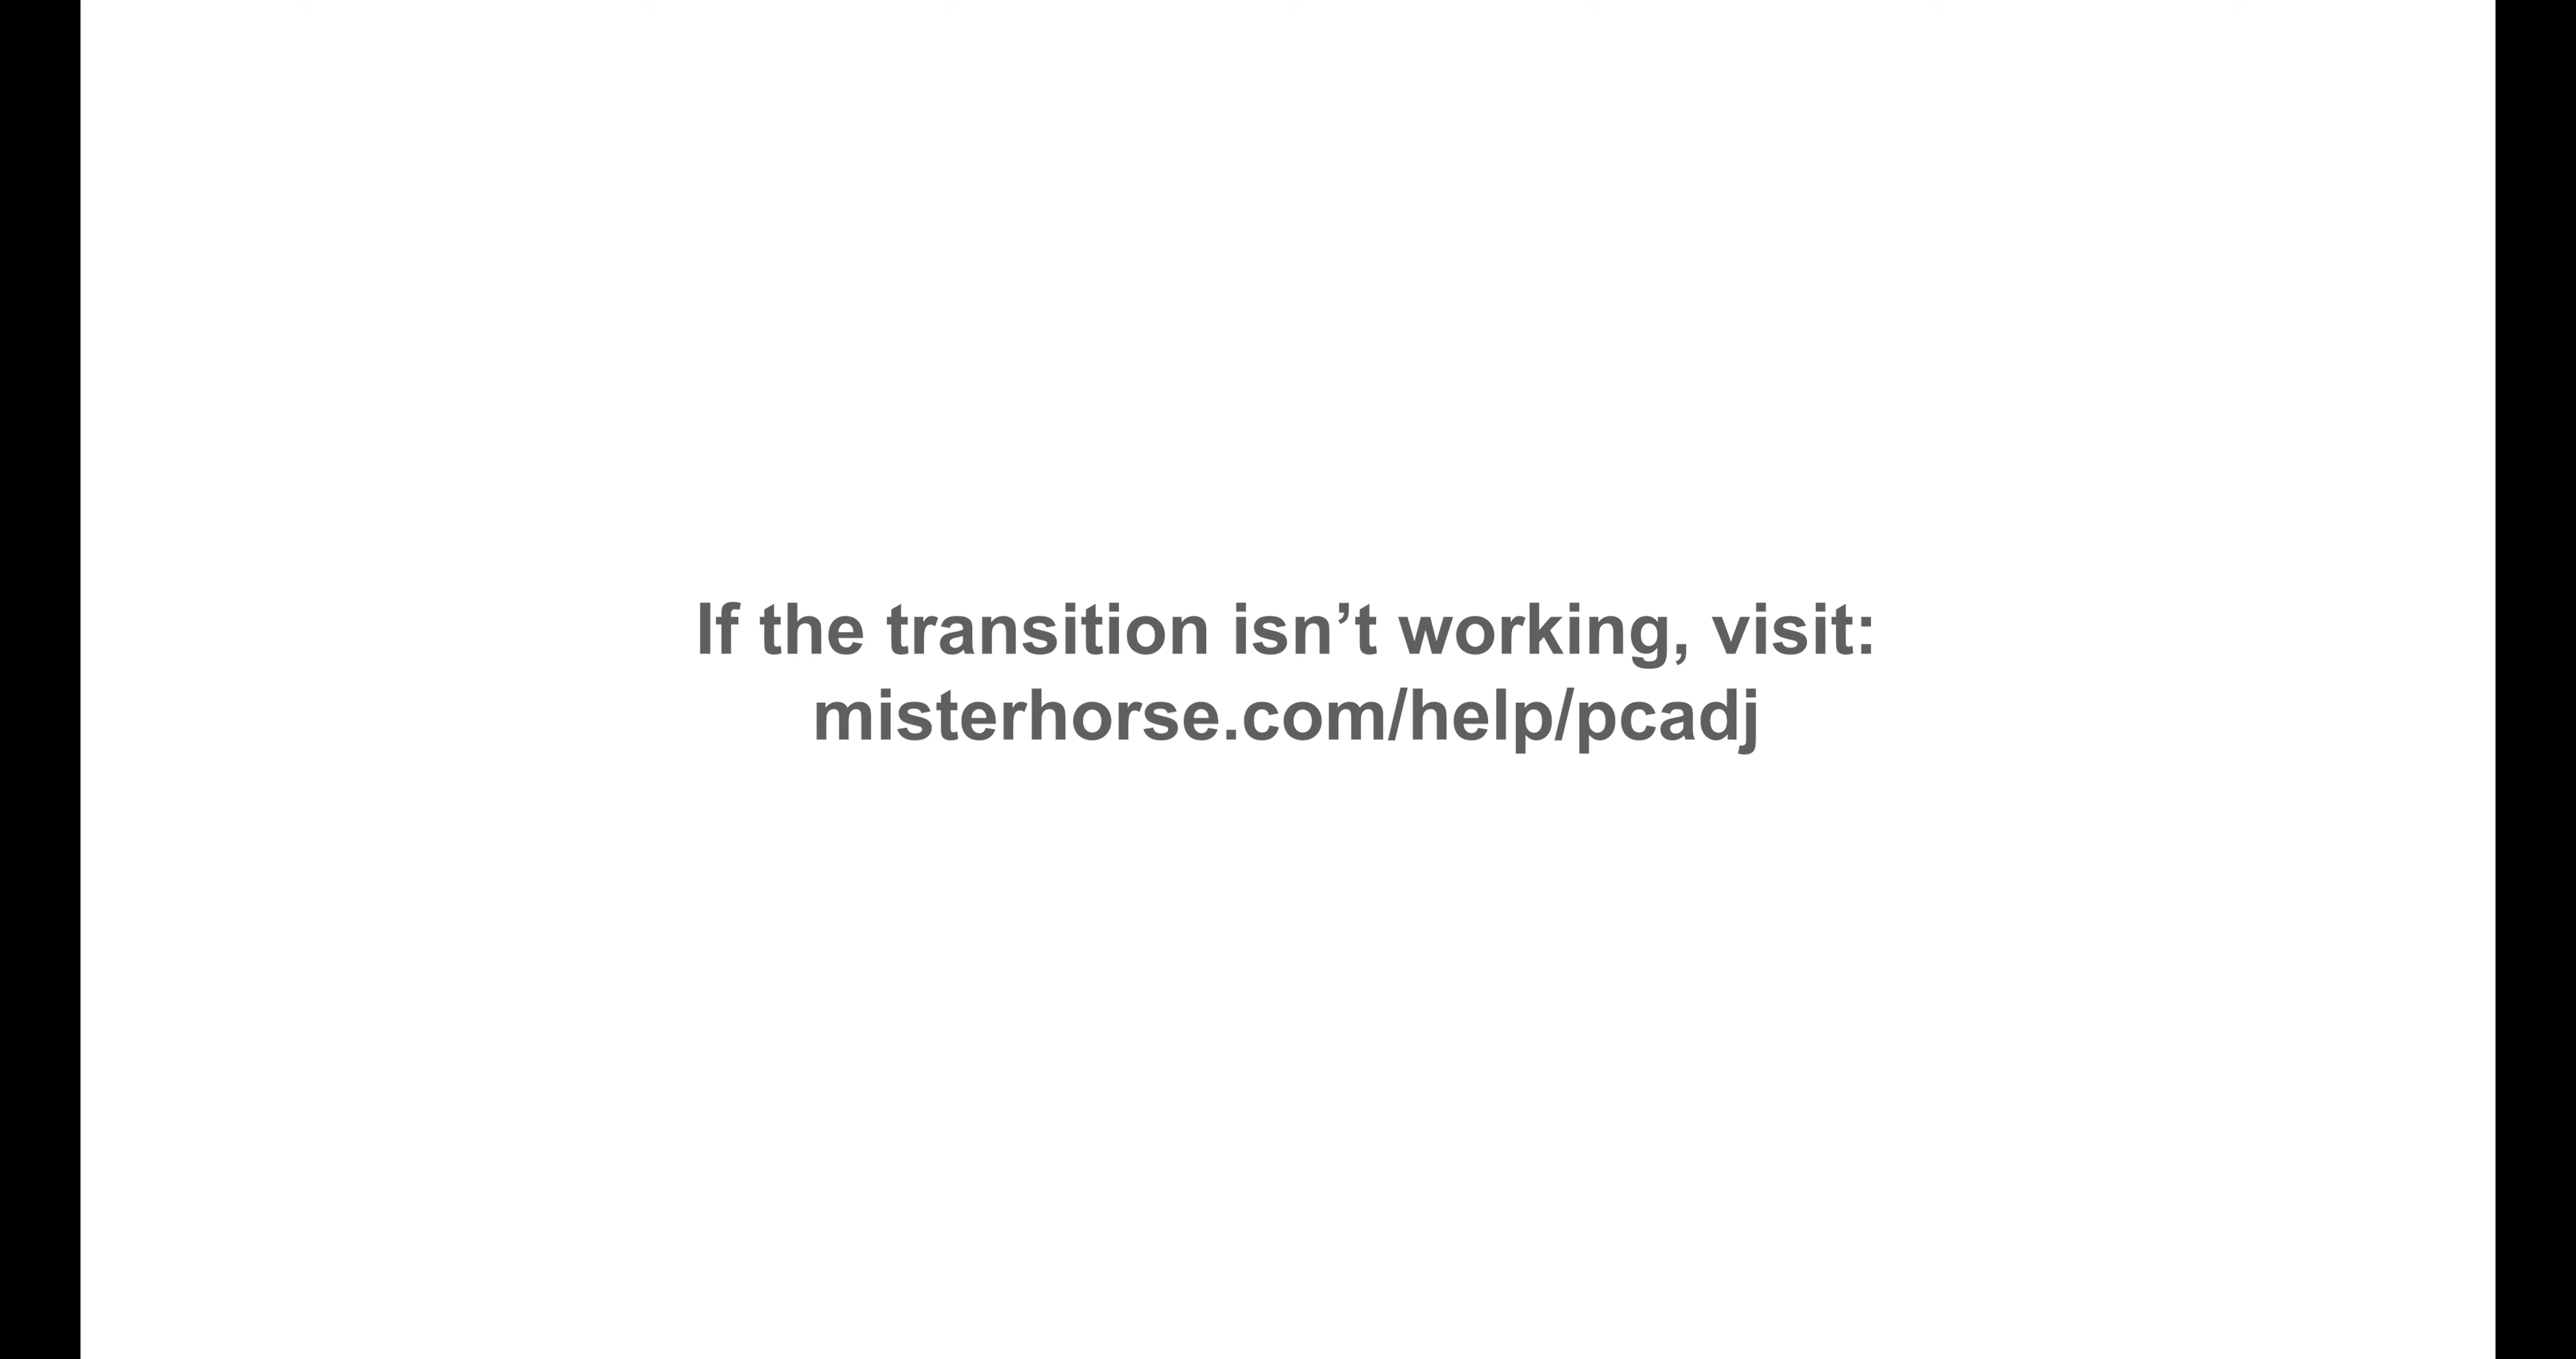 If the transition isn’t working, visit:
misterhorse.com/help/pcadj